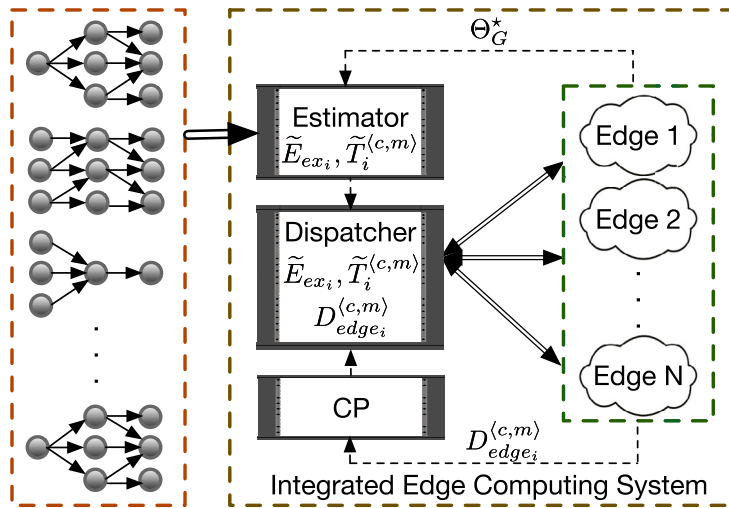 Θ_G^⋆
Estimator
Ẽ_{ex_i}, T̃_i^{⟨c,m⟩}
Edge 1
Edge 2
Dispatcher
Ẽ_{ex_i}, T̃_i^{⟨c,m⟩}
D_{edge_i}^{⟨c,m⟩}
Edge N
CP
D_{edge_i}^{⟨c,m⟩}
Integrated Edge Computing System